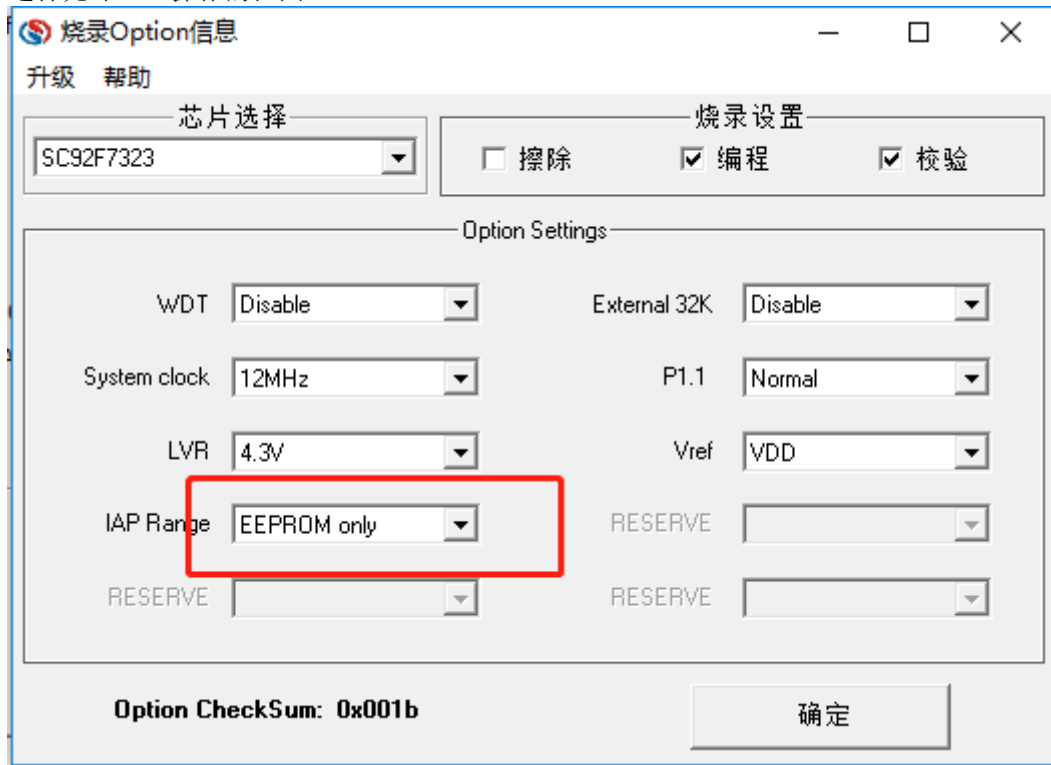 烧录Option信息
升级 帮助
芯片选择
烧录设置
SC92F7323
擦除 编程 校验
Option Settings
WDT Disable External 32K Disable
System clock 12MHz P1.1 Normal
LVR 4.3V Vref VDD
IAP Range EEPROM only RESERVE
RESERVE RESERVE
Option CheckSum: 0x001b
确定